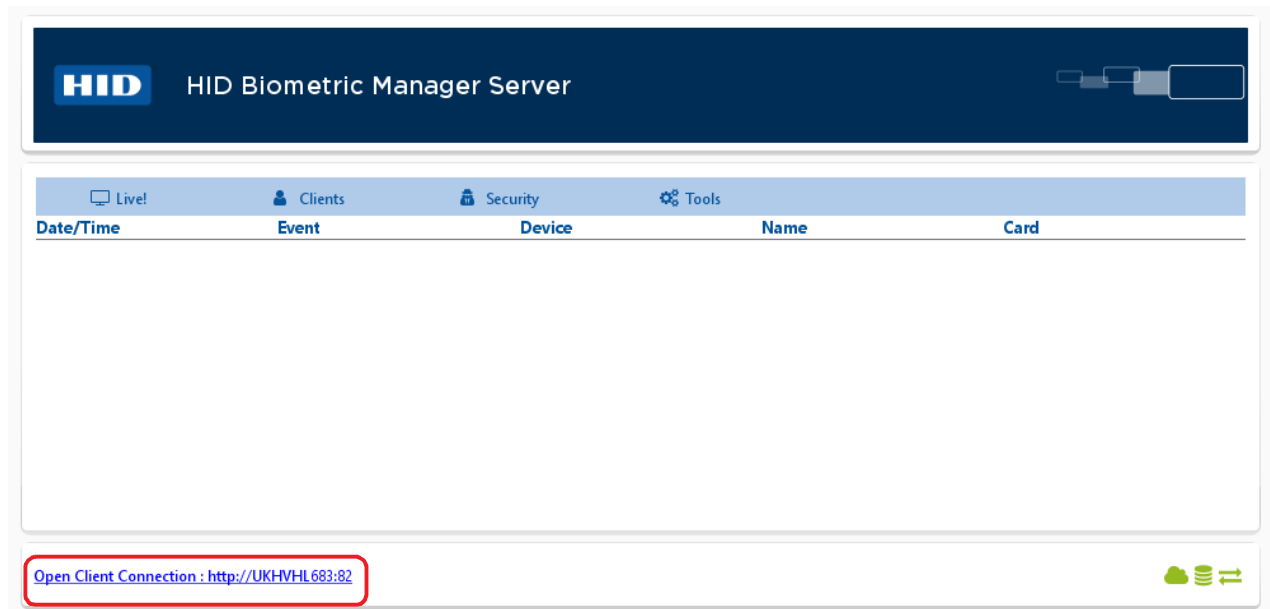 HID HID Biometric Manager Server
Live! Clients Security Tools
Date/Time Event Device Name Card
Open Client Connection : http://UKHVHL683:82